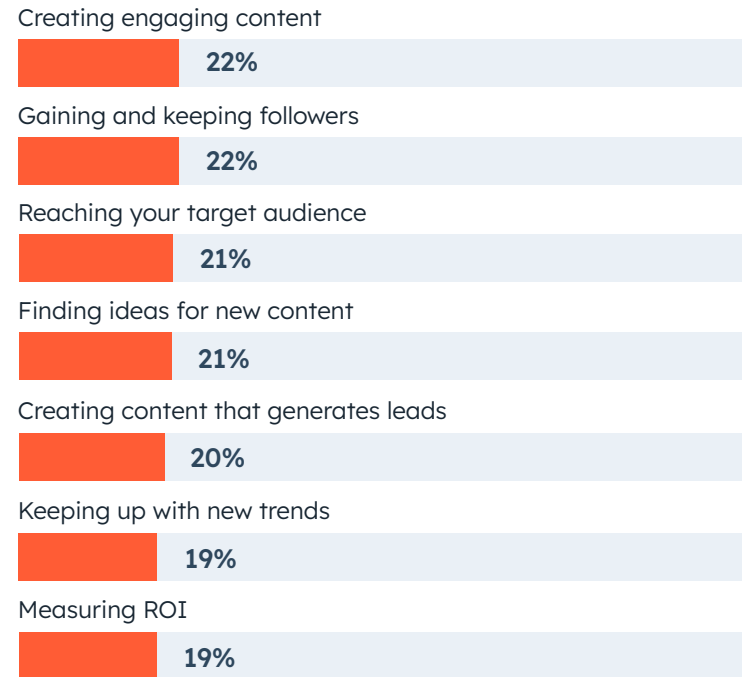 Creating engaging content
22%
Gaining and keeping followers
22%
Reaching your target audience
21%
Finding ideas for new content
21%
Creating content that generates leads
20%
Keeping up with new trends
19%
Measuring ROI
19%